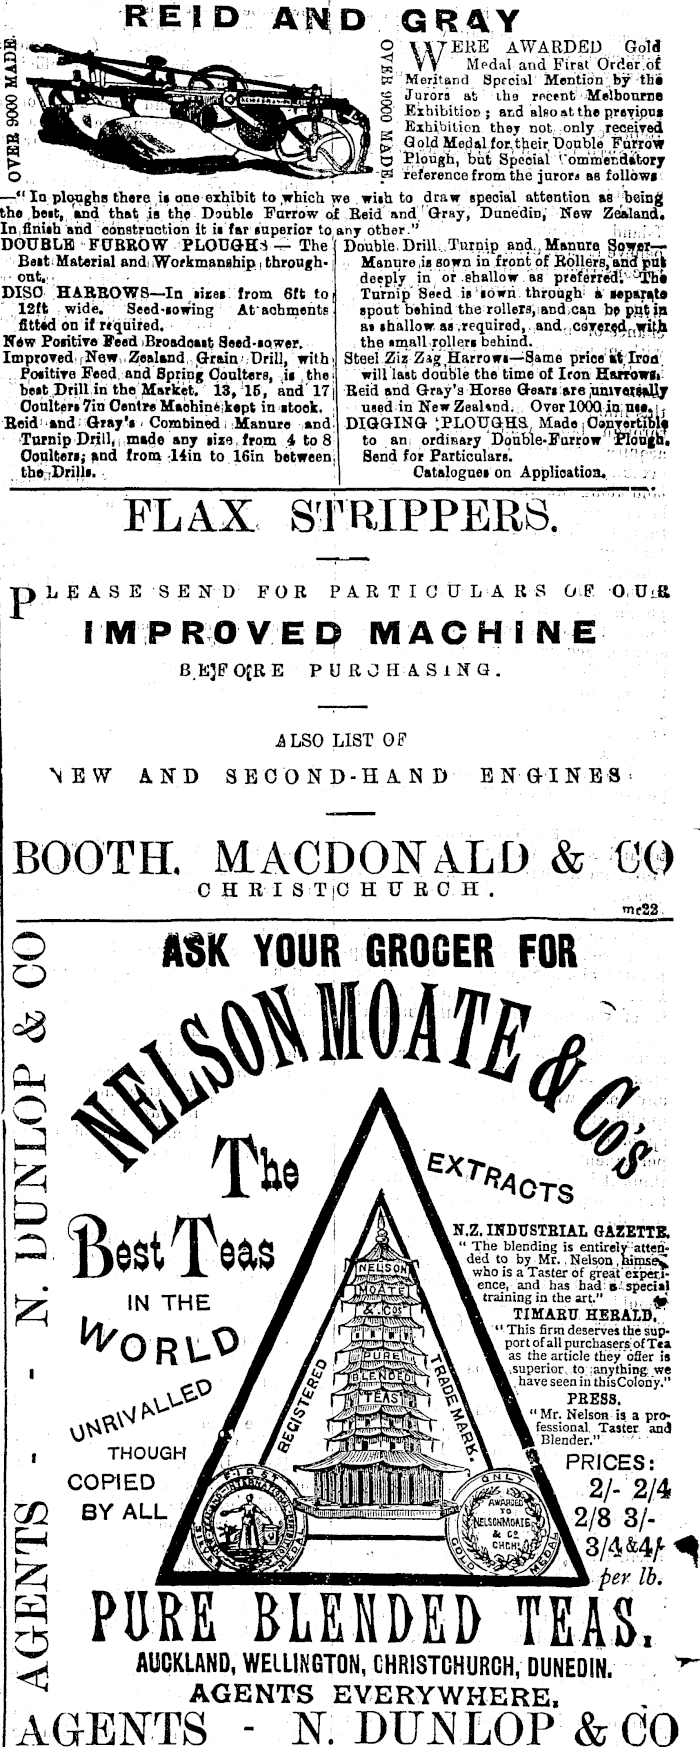 REID AND GRAY
OVER 9000 MADE.
OVER 9000 MADE.
WERE AWARDED Gold
Medal and First Order of
Merit and Special Mention by the
Jurors at the recent Melbourne
Exhibition; and also at the previous
Exhibition they not only received
Gold Medal for their Double Furrow
Plough, but Special Commendatory
reference from the jurors as follows
—"In ploughs there is one exhibit to which we wish to draw special attention as being
the best, and that is the Double Furrow of Reid and Gray, Dunedin, New Zealand.
In finish and construction it is far superior to any other."
DOUBLE FURROW PLOUGHS — The
Best Material and Workmanship through-
out.
DISC HARROWS—In sizes from 6ft to
12ft wide. Seed-sowing Attachments
fitted on if required.
New Positive Feed Broadcast Seed-sower.
Improved New Zealand Grain Drill, with
Positive Feed and Spring Coulters, is the
best Drill in the Market. 13, 15, and 17
Coulters 7in Centre Machine kept in stock.
Reid and Gray's Combined Manure and
Turnip Drill, made any size from 4 to 8
Coulters; and from 14in to 16in between
the Drills.
Double Drill Turnip and Manure Sower—
Manure is sown in front of Rollers, and put
deeply in or shallow as preferred. The
Turnip Seed is sown through a separate
spout behind the rollers, and can be put in
as shallow as required, and covered with
the small rollers behind.
Steel Ziz Zag Harrows—Same price as Iron
will last double the time of Iron Harrows.
Reid and Gray's Horse Gears are universally
used in New Zealand. Over 1000 in use.
DIGGING PLOUGHS Made Convertible
to an ordinary Double-Furrow Plough.
Send for Particulars.
Catalogues on Application.
FLAX STRIPPERS.
PLEASE SEND FOR PARTICULARS OF OUR
IMPROVED MACHINE
BEFORE PURCHASING.
ALSO LIST OF
NEW AND SECOND-HAND ENGINES
BOOTH, MACDONALD & CO
CHRISTCHURCH.
mc22
N. DUNLOP & CO
AGENTS -
ASK YOUR GROCER FOR
NELSON MOATE & Co's
The
Best Teas
IN THE
WORLD
UNRIVALLED
THOUGH
COPIED
BY ALL
NELSON
MOATE
& Cos
PURE
BLENDED
TEAS
REGISTERED
TRADE MARK.
FIRST
SILVER MEDAL
ONLY
GOLD MEDAL
AWARDED
TO
NELSON MOATE
& Co
CHCH
EXTRACTS
N.Z. INDUSTRIAL GAZETTE.
"The blending is entirely atten-
ded to by Mr. Nelson himself
who is a Taster of great experi-
ence, and has had a special
training in the art."
TIMARU HERALD.
"This firm deserves the sup-
port of all purchasers of Tea
as the article they offer is
superior to anything we
have seen in this Colony."
PRESS.
"Mr. Nelson is a pro-
fessional Taster and
Blender."
PRICES:
2/- 2/4
2/8 3/-
3/4 & 4/-
per lb.
PURE BLENDED TEAS.
AUCKLAND, WELLINGTON, CHRISTCHURCH, DUNEDIN.
AGENTS EVERYWHERE.
AGENTS - N. DUNLOP & CO